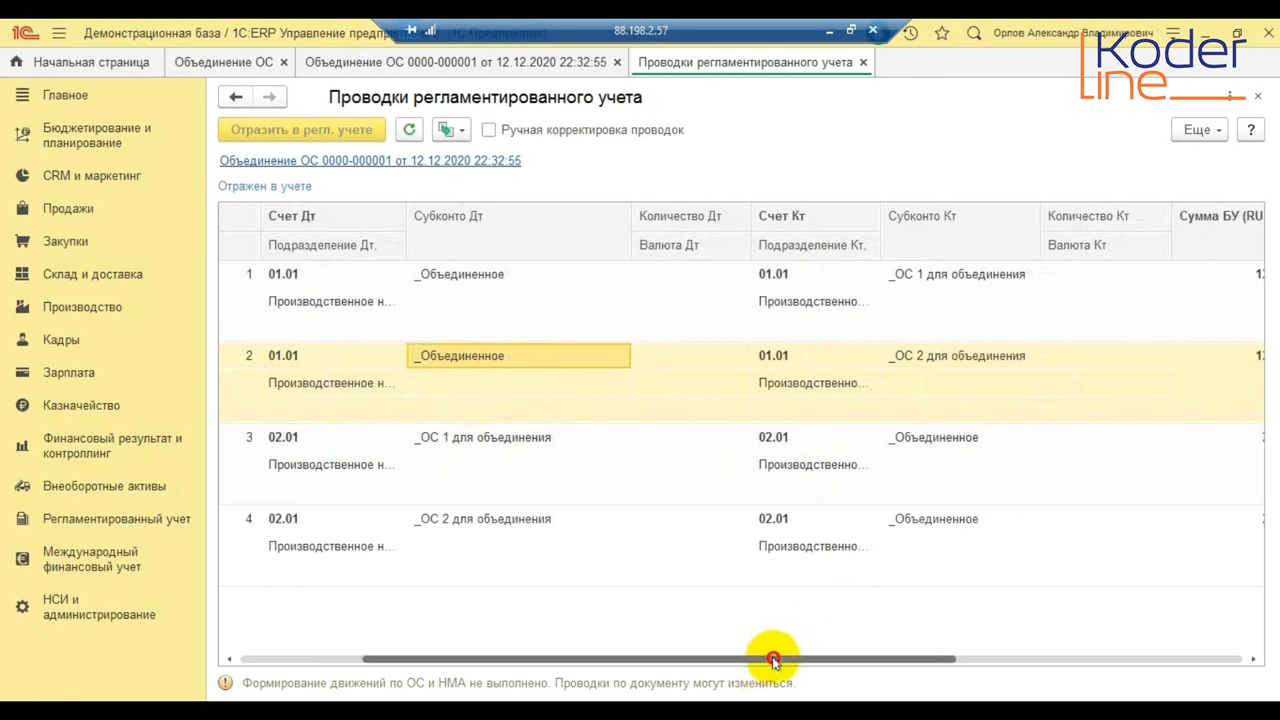 Демонстрационная база / 1С:ERP Управление предпр
(1С:Предприятие)
88.198.2.57
Орлов Александр Владимирович
Koder
line
Начальная страница
Объединение ОС
Объединение ОС 0000-000001 от 12.12.2020 22:32:55
Проводки регламентированного учета
Главное
Бюджетирование и
планирование
CRM и маркетинг
Продажи
Закупки
Склад и доставка
Производство
Кадры
Зарплата
Казначейство
Финансовый результат и
контроллинг
Внеоборотные активы
Регламентированный учет
Международный
финансовый учет
НСИ и
администрирование
Проводки регламентированного учета
Отразить в регл. учете
Ручная корректировка проводок
Еще
?
Объединение ОС 0000-000001 от 12.12.2020 22:32:55
Отражен в учете
Счет Дт Субконто Дт Количество Дт Счет Кт Субконто Кт Количество Кт Сумма БУ (RU
Подразделение Дт, Валюта Дт Подразделение Кт, Валюта Кт
1 01.01 _Объединенное 01.01 _ОС 1 для объединения
Производственное н... Производственно...
2 01.01 _Объединенное 01.01 _ОС 2 для объединения
Производственное н... Производственно...
3 02.01 _ОС 1 для объединения 02.01 _Объединенное
Производственное н... Производственно...
4 02.01 _ОС 2 для объединения 02.01 _Объединенное
Производственное н... Производственно...
Формирование движений по ОС и НМА не выполнено. Проводки по документу могут измениться.